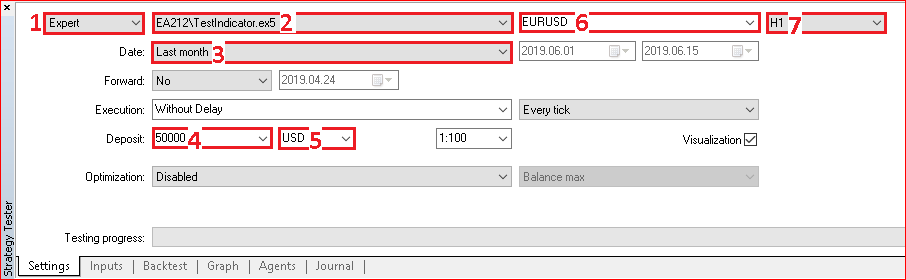 1 Expert EA212\TestIndicator.ex5 2 EURUSD 6 H1 7
Date: Last month 3 2019.06.01 2019.06.15
Forward: No 2019.04.24
Execution: Without Delay Every tick
Deposit: 50000 4 USD 5 1:100 Visualization
Optimization: Disabled Balance max
Testing progress:
Settings Inputs Backtest Graph Agents Journal
Strategy Tester